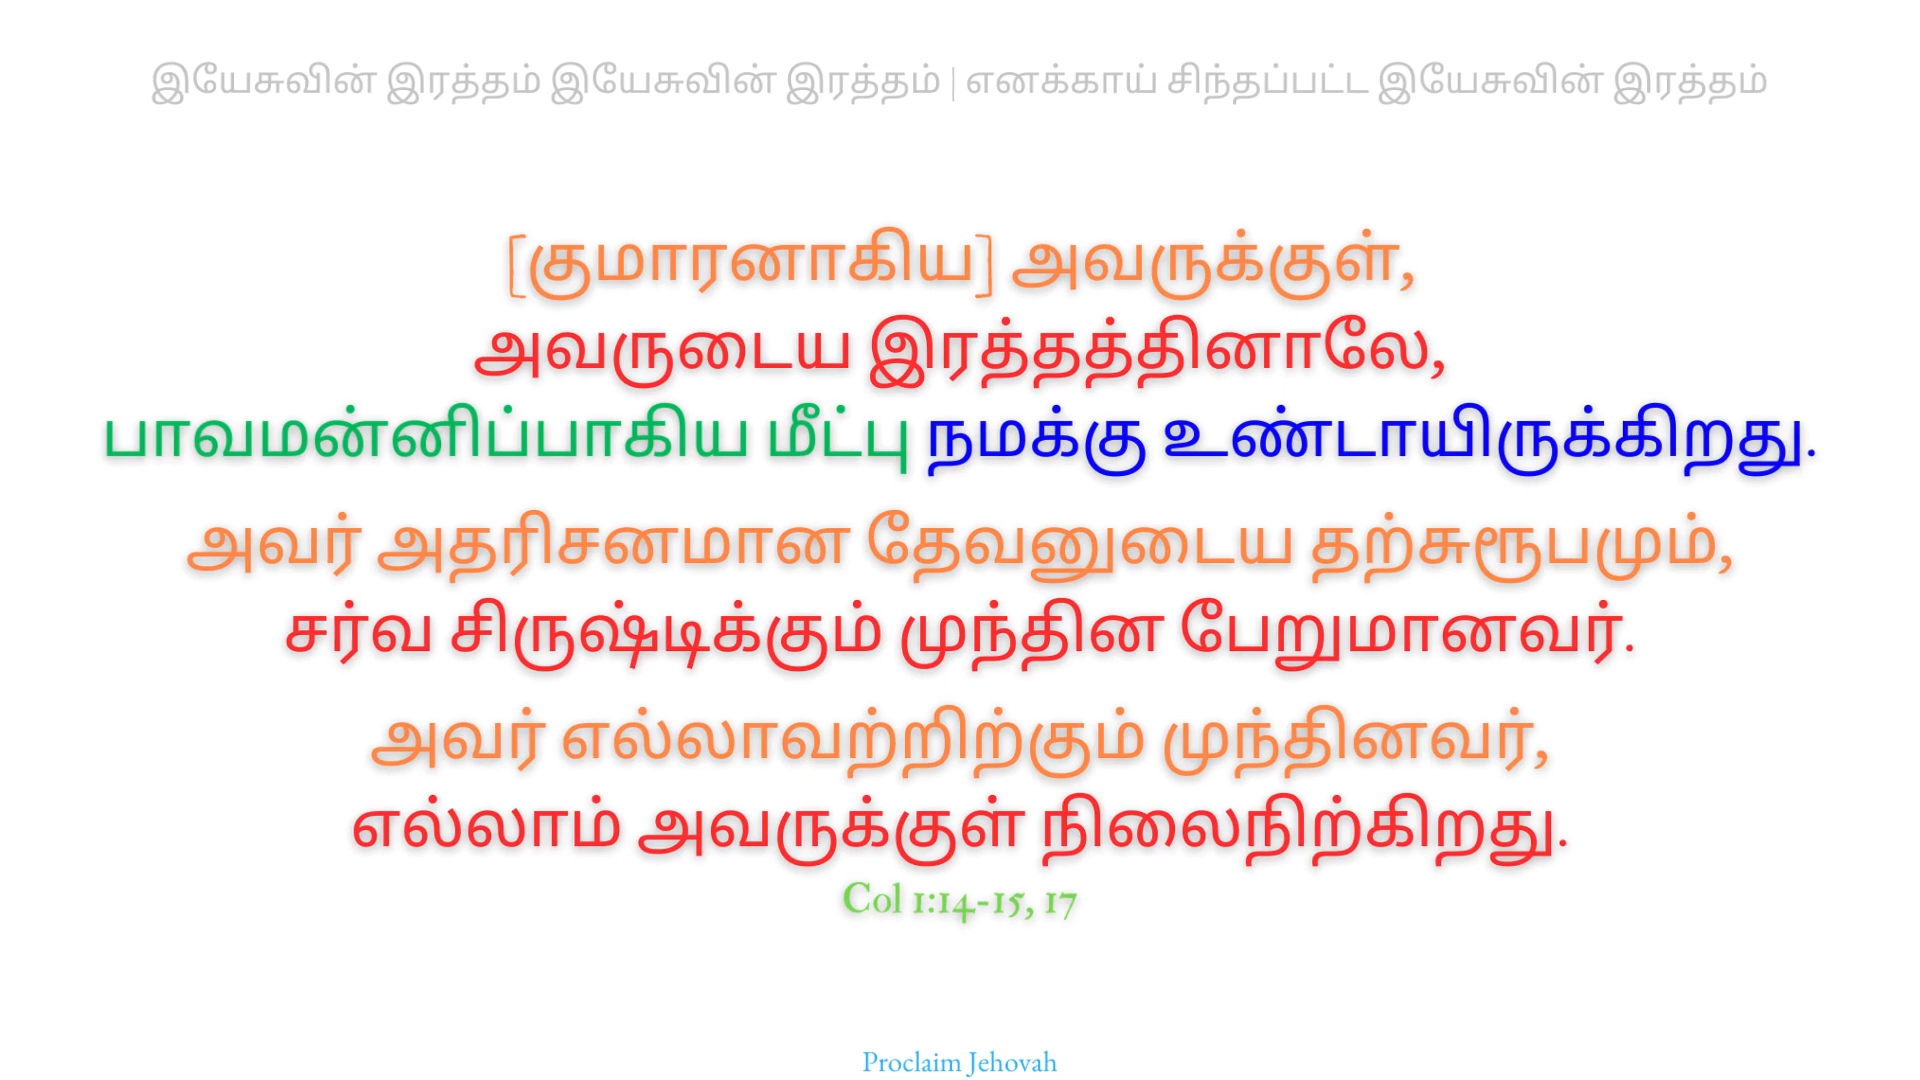 இயேசுவின் இரத்தம் இயேசுவின் இரத்தம் | எனக்காய் சிந்தப்பட்ட இயேசுவின் இரத்தம்
[குமாரனாகிய] அவருக்குள்,
அவருடைய இரத்தத்தினாலே,
பாவமன்னிப்பாகிய மீட்பு நமக்கு உண்டாயிருக்கிறது.
அவர் அதரிசனமான தேவனுடைய தற்சுரூபமும்,
சர்வ சிருஷ்டிக்கும் முந்தின பேறுமானவர்.
அவர் எல்லாவற்றிற்கும் முந்தினவர்,
எல்லாம் அவருக்குள் நிலைநிற்கிறது.
Col 1:14-15, 17
Proclaim Jehovah